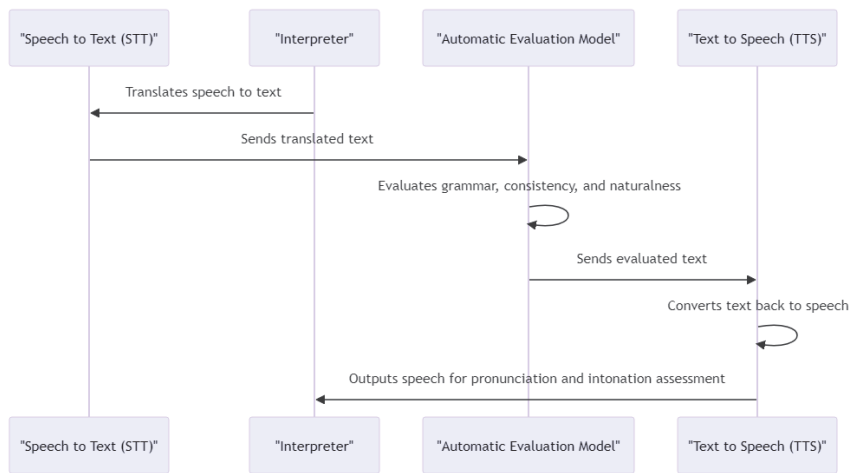 "Speech to Text (STT)"
"Interpreter"
"Automatic Evaluation Model"
"Text to Speech (TTS)"
Translates speech to text
Sends translated text
Evaluates grammar, consistency, and naturalness
Sends evaluated text
Converts text back to speech
Outputs speech for pronunciation and intonation assessment
"Speech to Text (STT)"
"Interpreter"
"Automatic Evaluation Model"
"Text to Speech (TTS)"